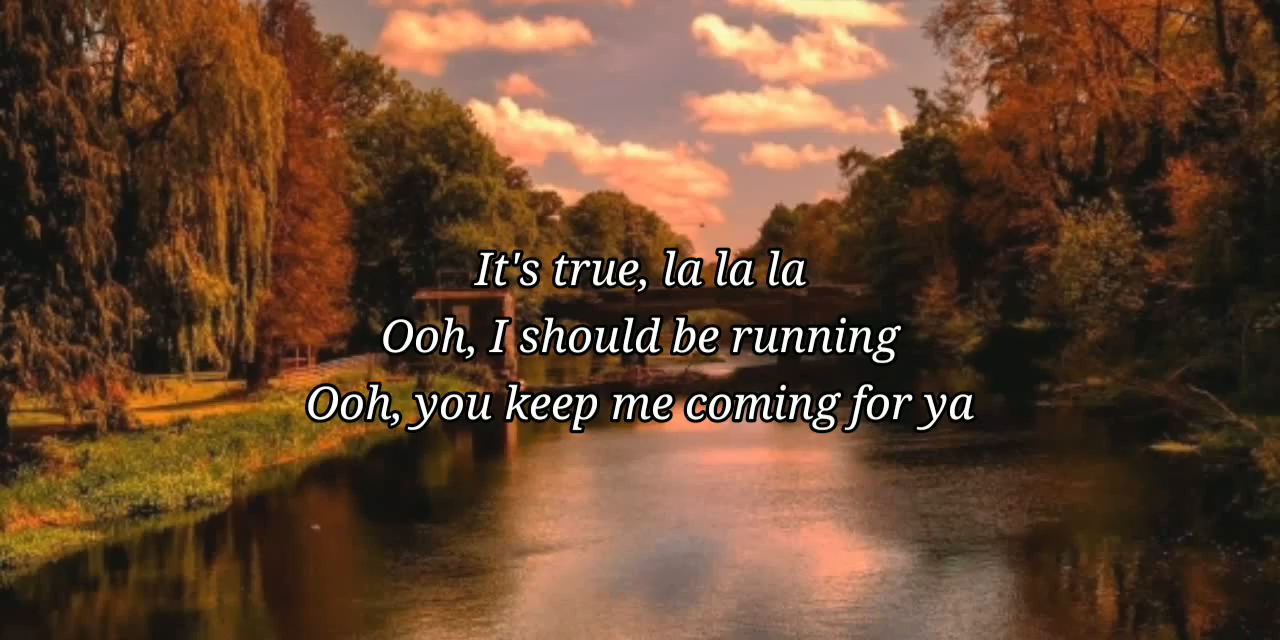 It's true, la la la
Ooh, I should be running
Ooh, you keep me coming for ya